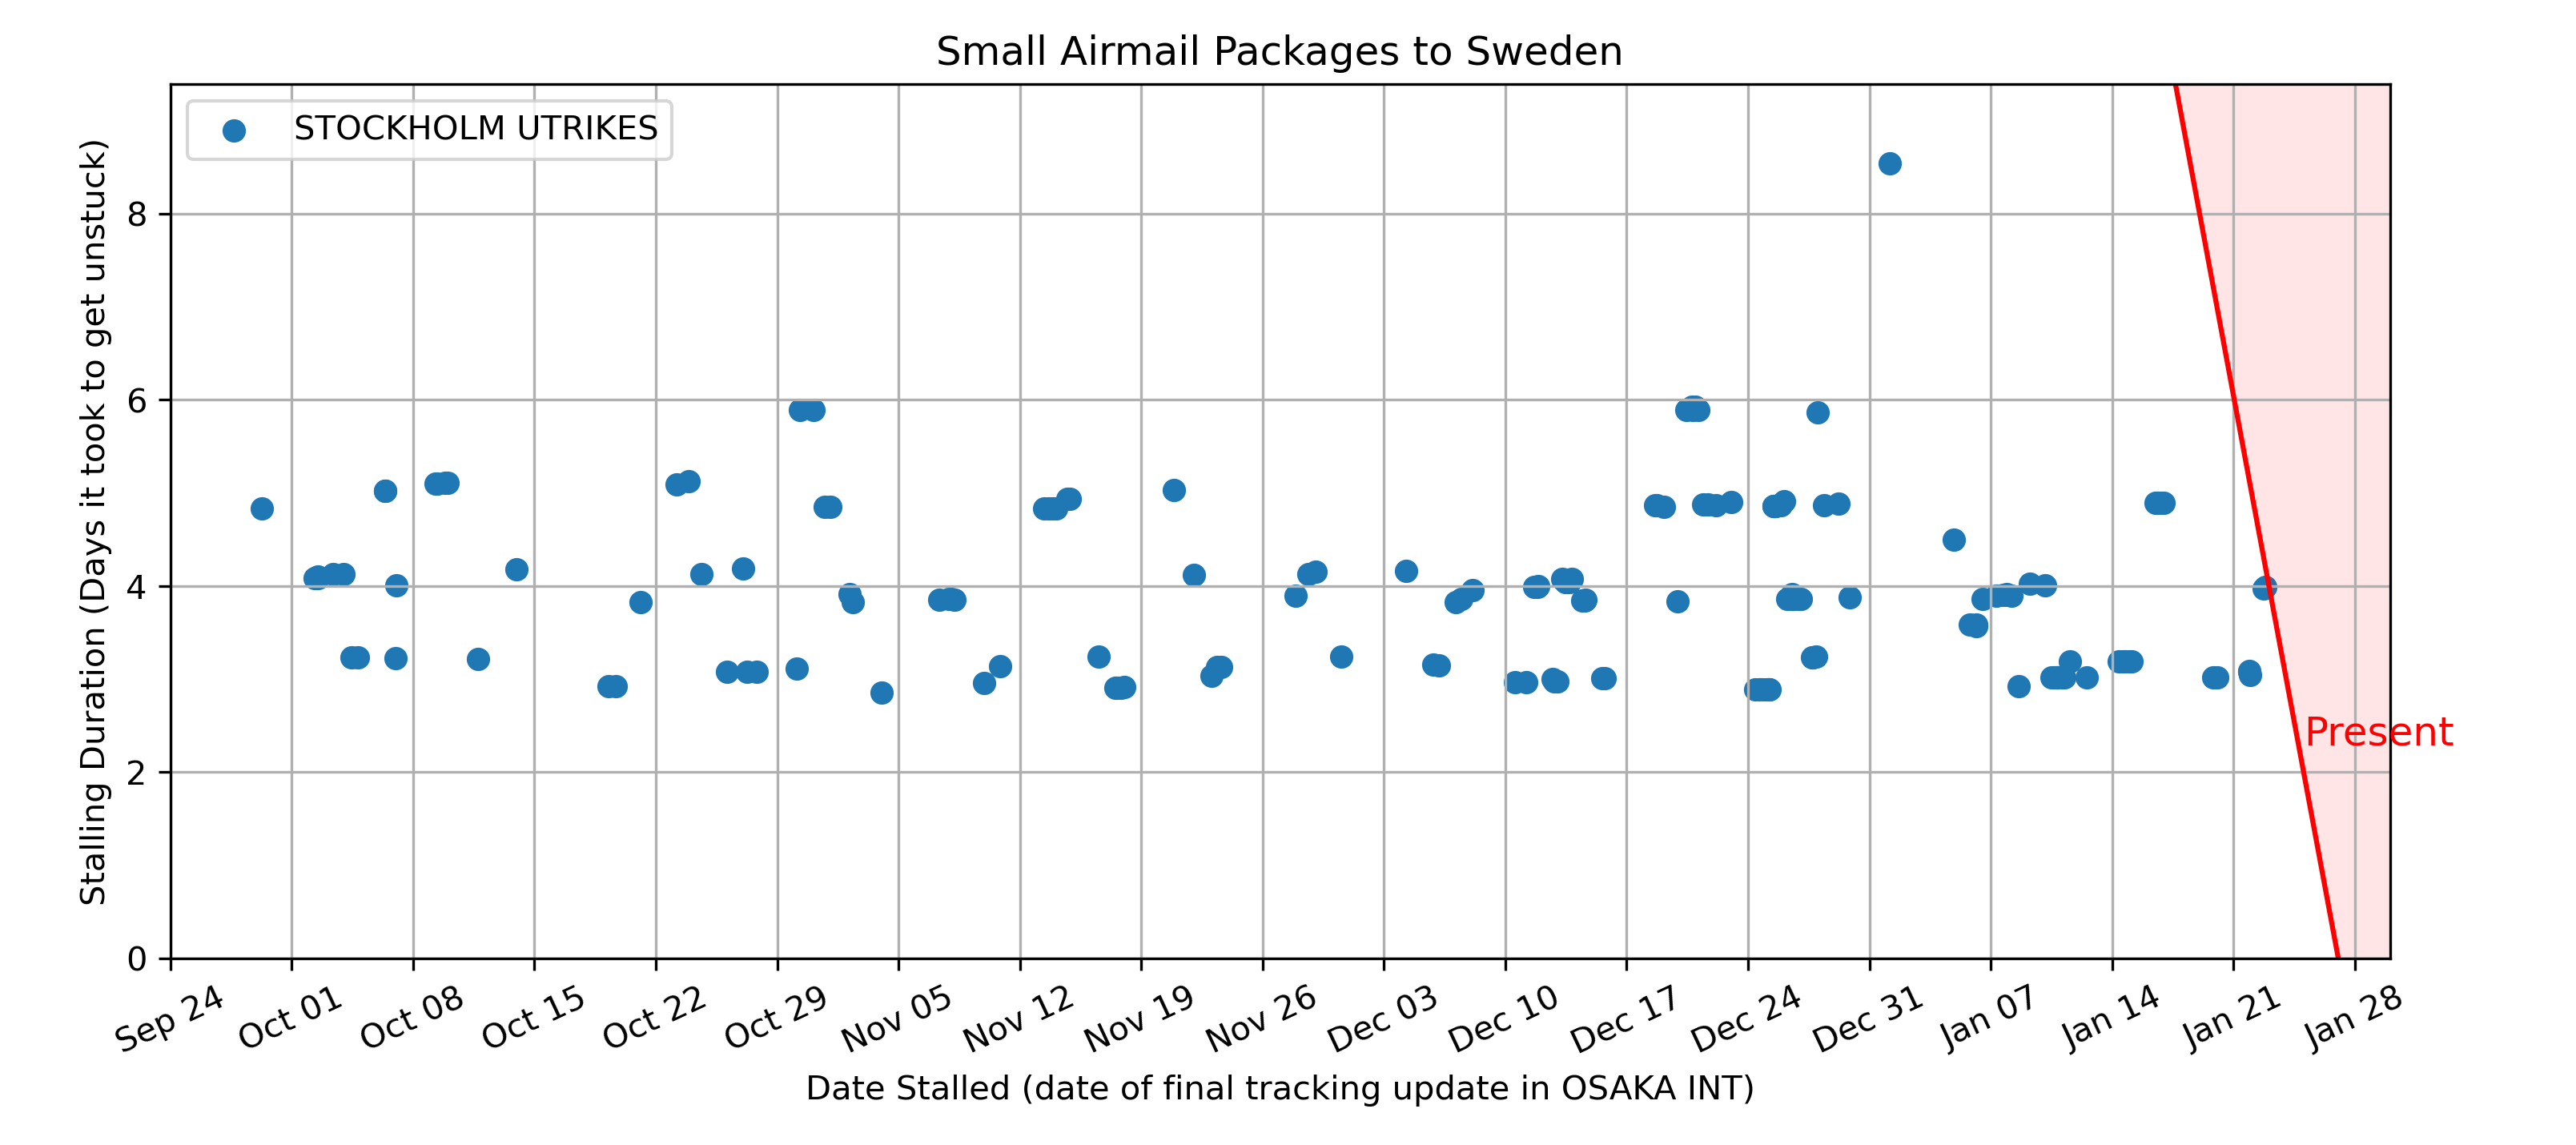 Small Airmail Packages to Sweden
STOCKHOLM UTRIKES
Stalling Duration (Days it took to get unstuck)
8
6
4
2
0
Present
Sep 24
Oct 01
Oct 08
Oct 15
Oct 22
Oct 29
Nov 05
Nov 12
Nov 19
Nov 26
Dec 03
Dec 10
Dec 17
Dec 24
Dec 31
Jan 07
Jan 14
Jan 21
Jan 28
Date Stalled (date of final tracking update in OSAKA INT)